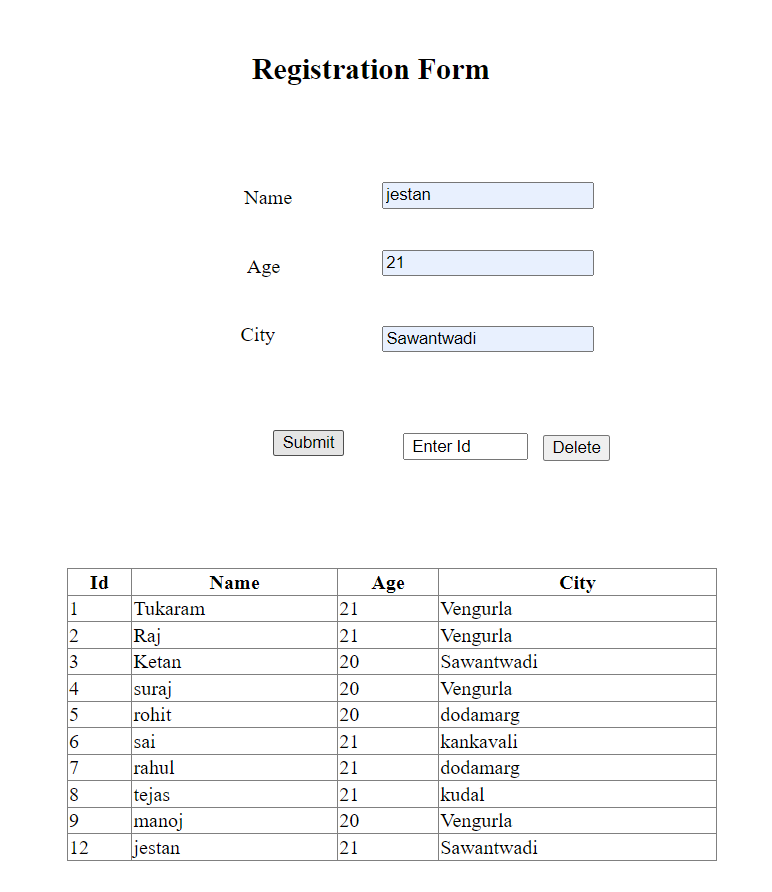 Registration Form
Name jestan
Age 21
City Sawantwadi
Submit Enter Id Delete
Id Name Age City
1 Tukaram 21 Vengurla
2 Raj 21 Vengurla
3 Ketan 20 Sawantwadi
4 suraj 20 Vengurla
5 rohit 20 dodamarg
6 sai 21 kankavali
7 rahul 21 dodamarg
8 tejas 21 kudal
9 manoj 20 Vengurla
12 jestan 21 Sawantwadi